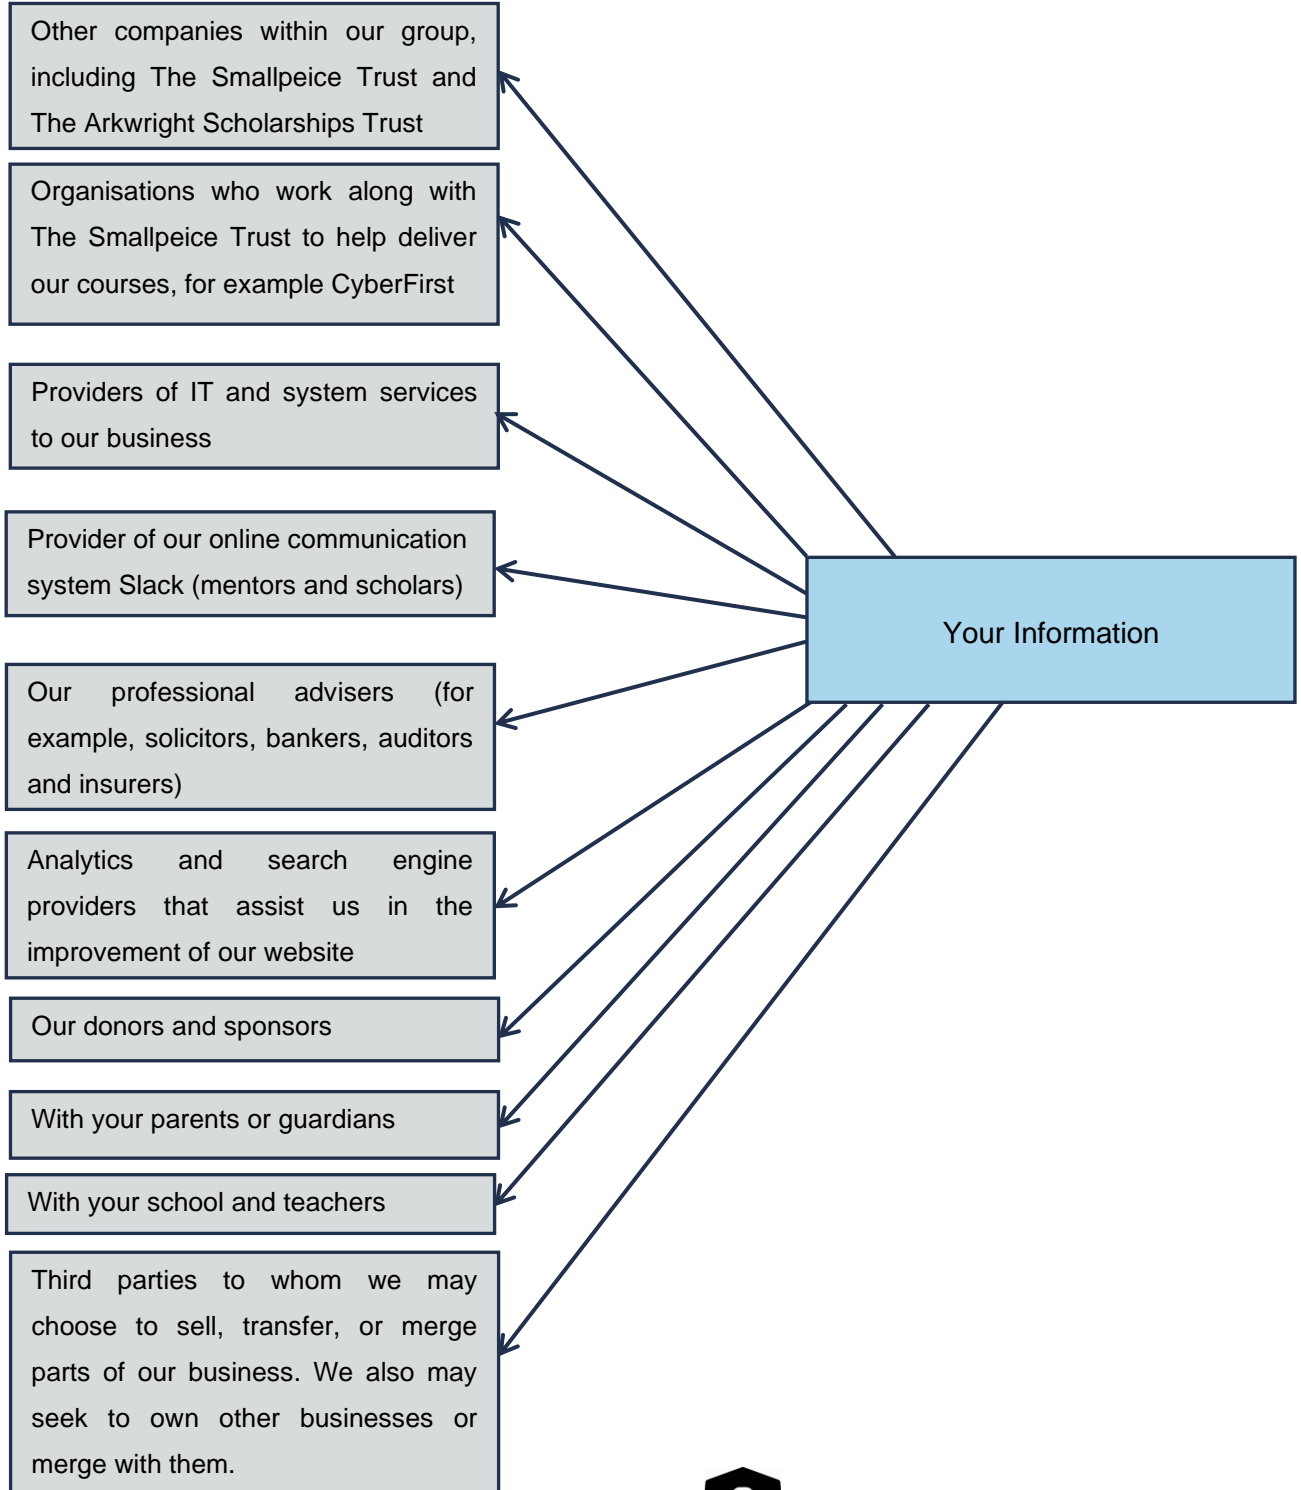 Other companies within our group,
including The Smallpeice Trust and
The Arkwright Scholarships Trust
Organisations who work along with
The Smallpeice Trust to help deliver
our courses, for example CyberFirst
Providers of IT and system services
to our business
Provider of our online communication
system Slack (mentors and scholars)
Your Information
Our professional advisers (for
example, solicitors, bankers, auditors
and insurers)
Analytics and search engine
providers that assist us in the
improvement of our website
Our donors and sponsors
With your parents or guardians
With your school and teachers
Third parties to whom we may
choose to sell, transfer, or merge
parts of our business. We also may
seek to own other businesses or
merge with them.